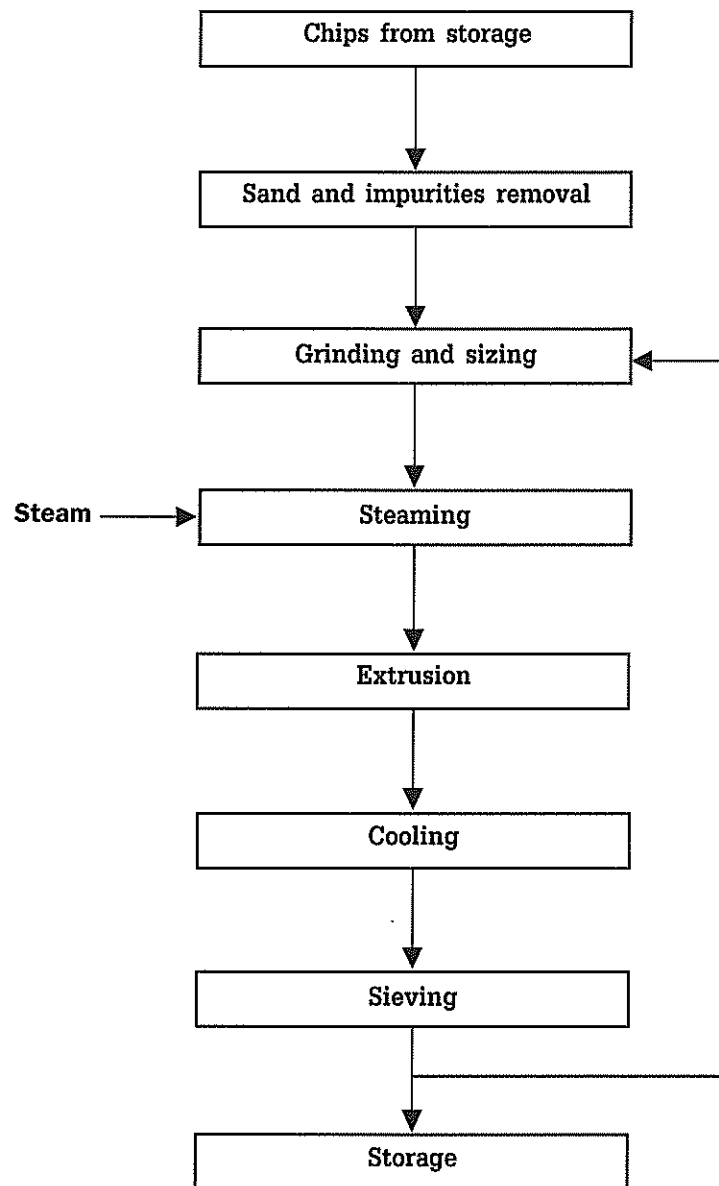 Chips from storage
Sand and impurities removal
Grinding and sizing
Steam
Steaming
Extrusion
Cooling
Sieving
Storage